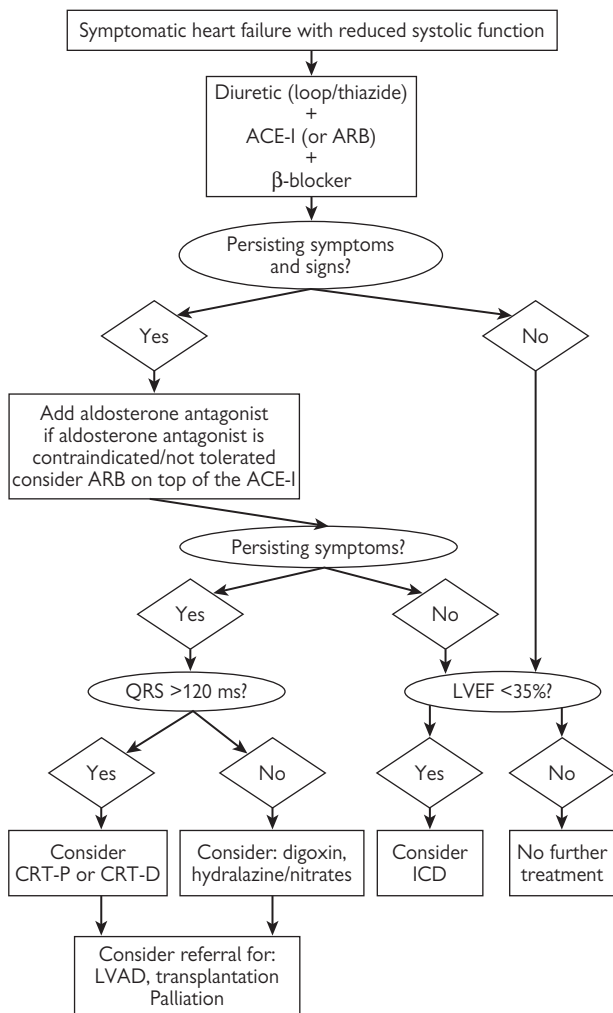 Symptomatic heart failure with reduced systolic function
Diuretic (loop/thiazide)
+
ACE-I (or ARB)
+
β-blocker
Persisting symptoms
and signs?
Yes
No
Add aldosterone antagonist
if aldosterone antagonist is
contraindicated/not tolerated
consider ARB on top of the ACE-I
Persisting symptoms?
Yes
No
QRS >120 ms?
LVEF <35%?
Yes
No
Yes
No
Consider
CRT-P or CRT-D
Consider: digoxin,
hydralazine/nitrates
Consider
ICD
No further
treatment
Consider referral for:
LVAD, transplantation
Palliation